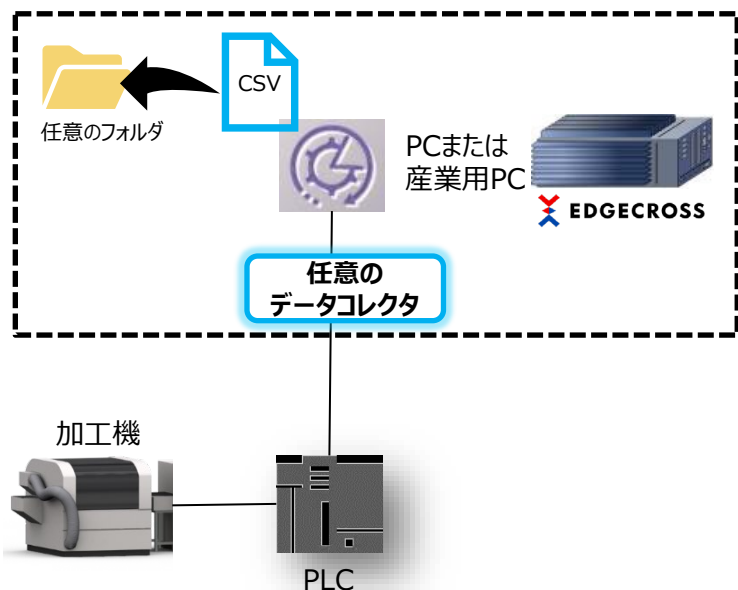 CSV
任意のフォルダ
PCまたは
産業用PC
EDGECROSS
任意の
データコレクタ
加工機
PLC